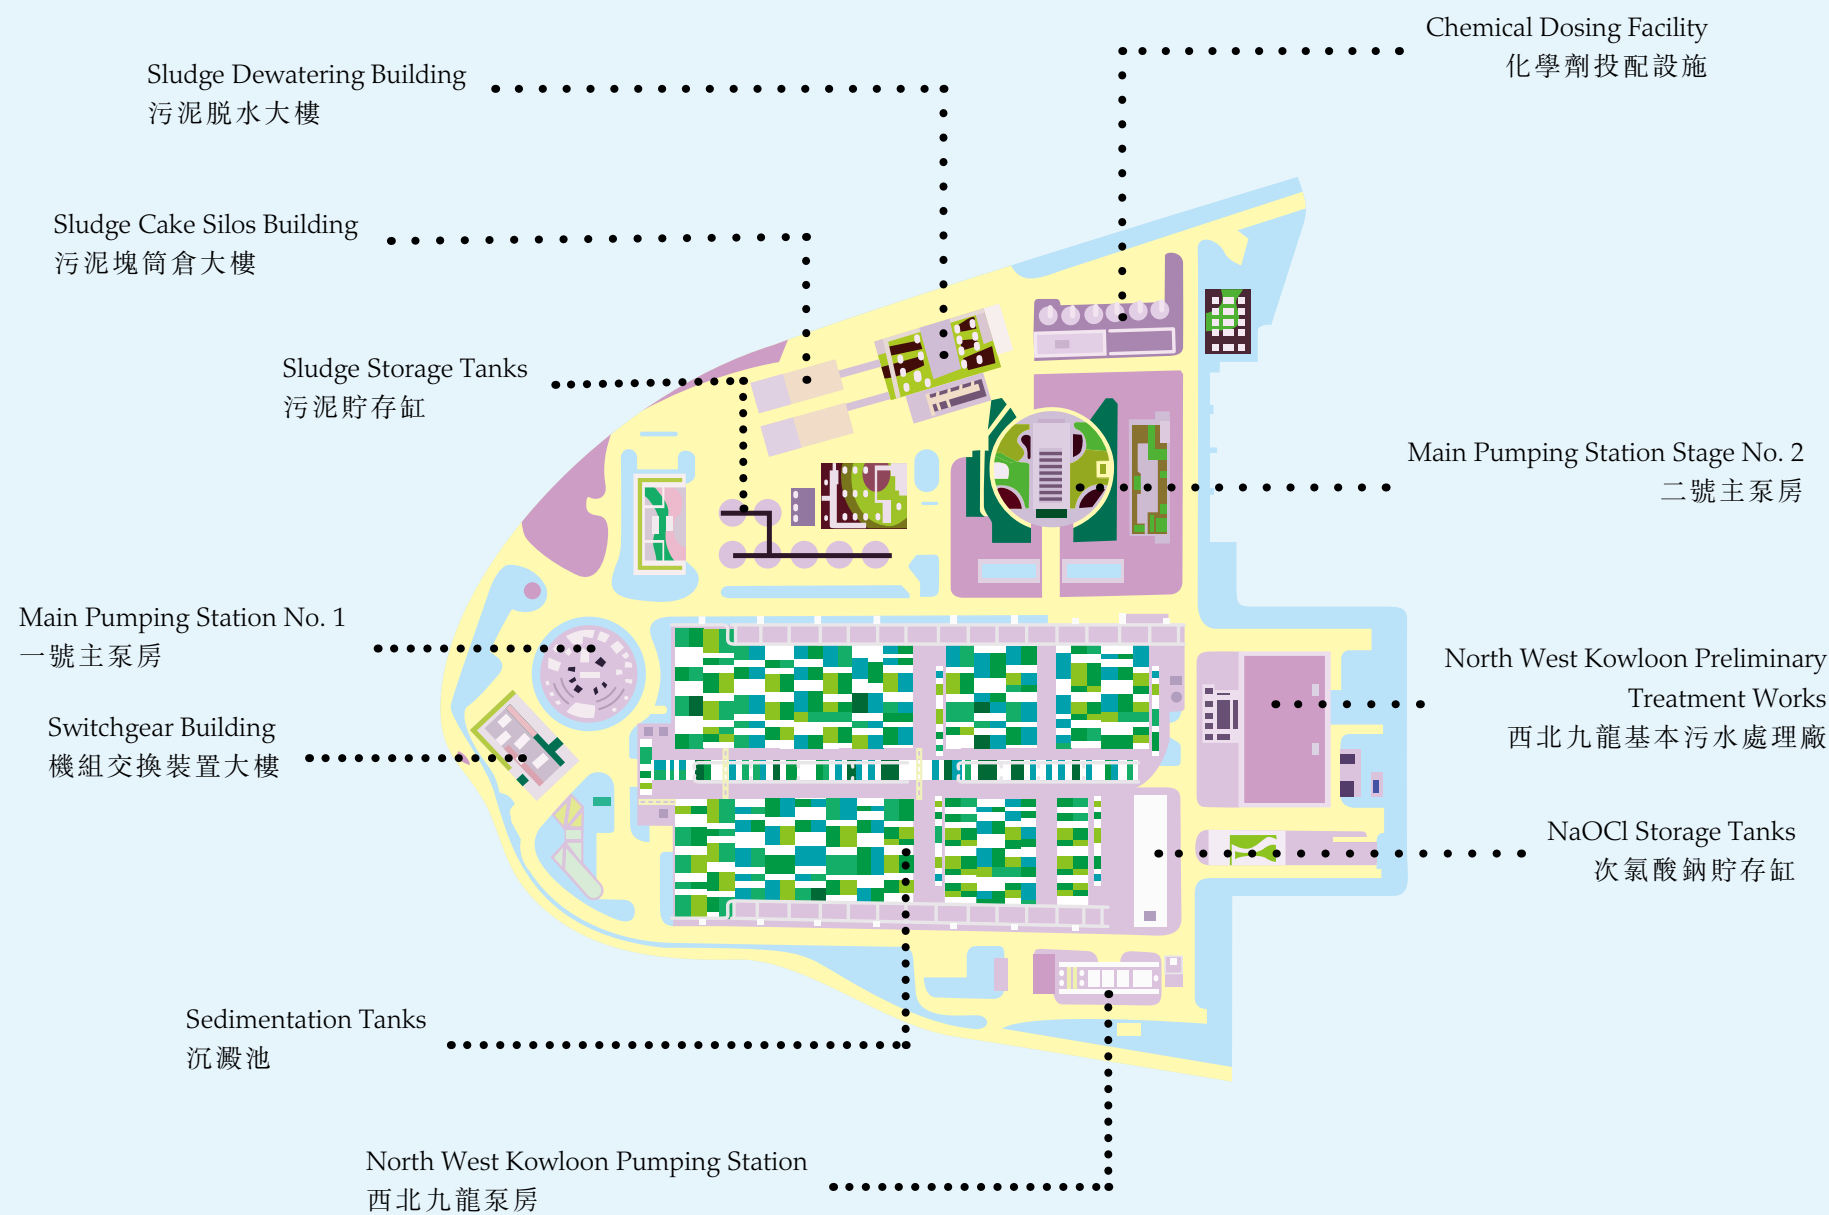 Chemical Dosing Facility
化學劑投配設施
Sludge Dewatering Building
污泥脱水大樓
Sludge Cake Silos Building
污泥塊筒倉大樓
Sludge Storage Tanks
污泥貯存缸
Main Pumping Station Stage No. 2
二號主泵房
Main Pumping Station No. 1
一號主泵房
North West Kowloon Preliminary
Treatment Works
西北九龍基本污水處理廠
Switchgear Building
機組交換裝置大樓
NaOCl Storage Tanks
次氯酸鈉貯存缸
Sedimentation Tanks
沉澱池
North West Kowloon Pumping Station
西北九龍泵房